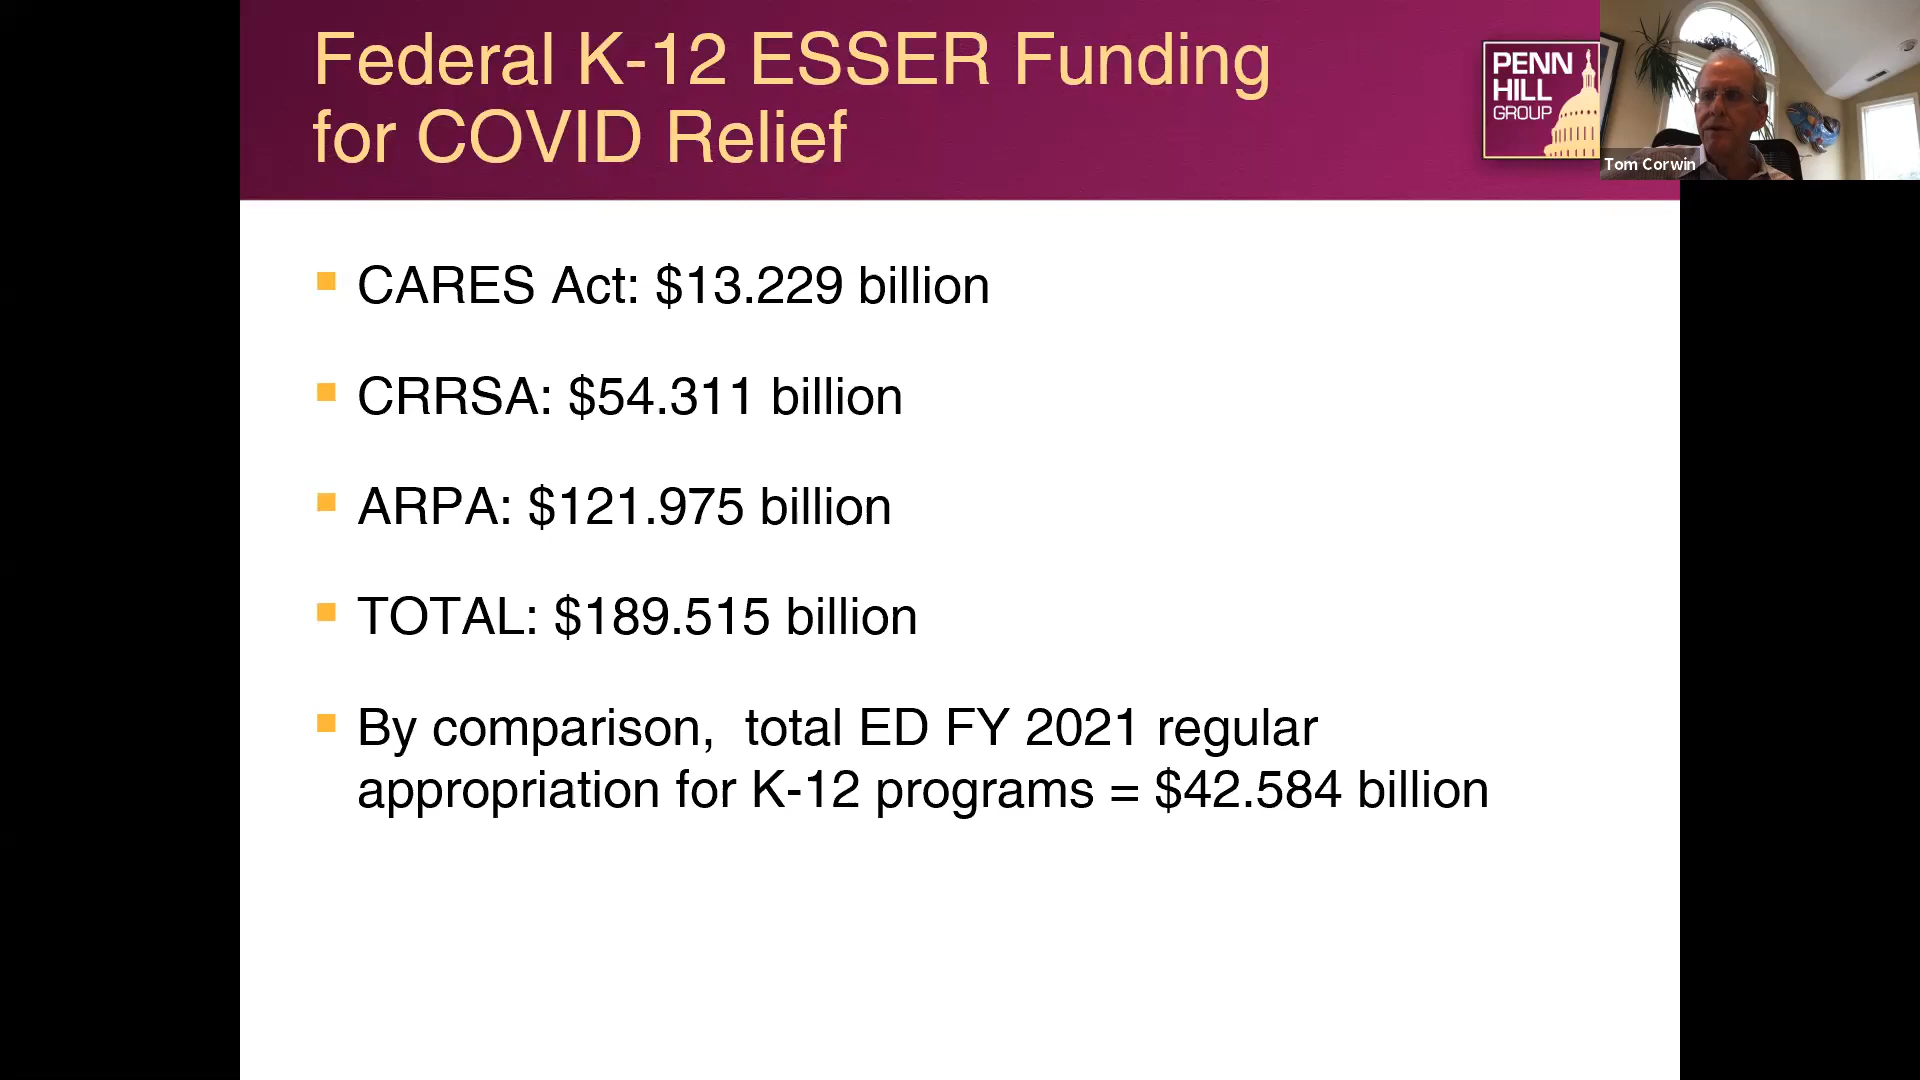 Federal K-12 ESSER Funding
for COVID Relief
PENN
HILL
GROUP
Tom Corwin
CARES Act: $13.229 billion
CRRSA: $54.311 billion
ARPA: $121.975 billion
TOTAL: $189.515 billion
By comparison, total ED FY 2021 regular
appropriation for K-12 programs = $42.584 billion